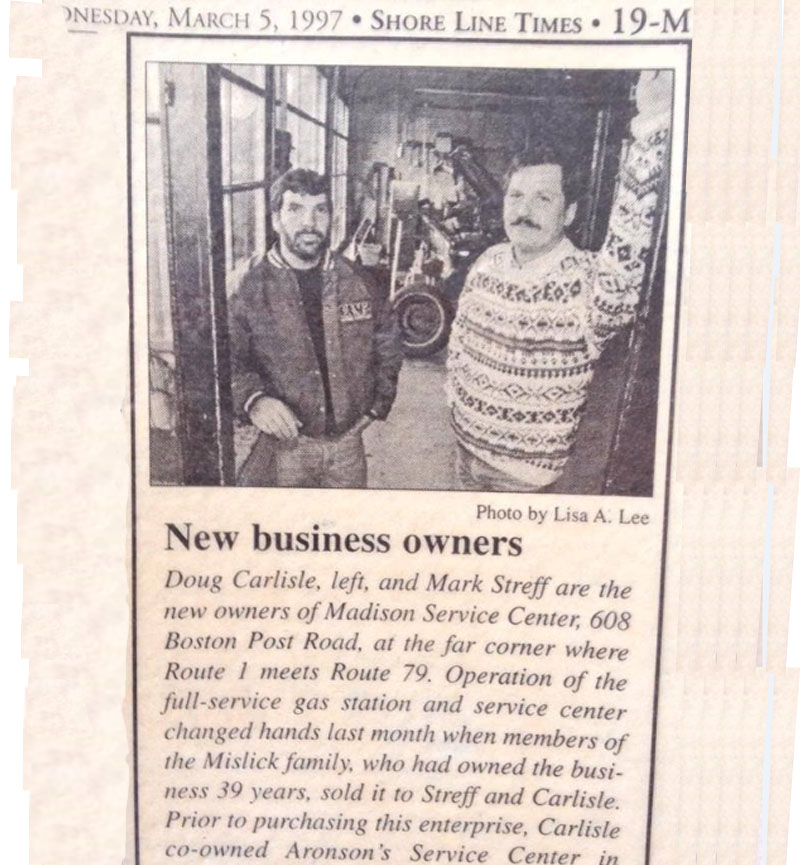 ONESDAY, MARCH 5, 1997 • SHORE LINE TIMES • 19-M
Photo by Lisa A. Lee
New business owners
Doug Carlisle, left, and Mark Streff are the
new owners of Madison Service Center, 608
Boston Post Road, at the far corner where
Route 1 meets Route 79. Operation of the
full-service gas station and service center
changed hands last month when members of
the Mislick family, who had owned the busi-
ness 39 years, sold it to Streff and Carlisle.
Prior to purchasing this enterprise, Carlisle
co-owned Aronson's Service Center in